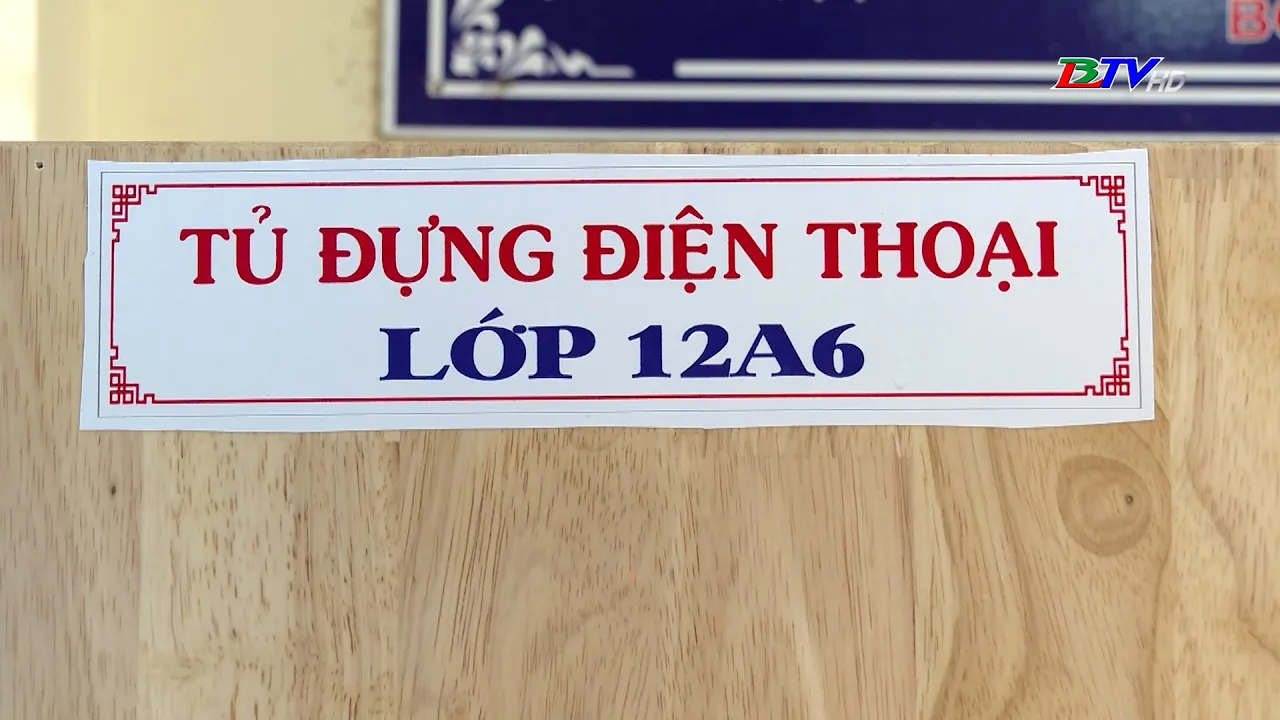 BTV HD
TỦ ĐỰNG ĐIỆN THOẠI
LỚP 12A6